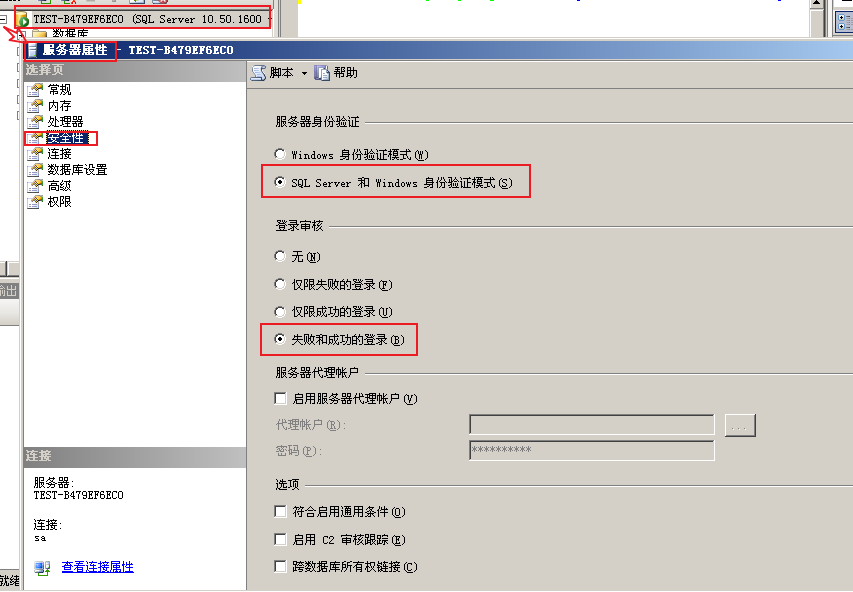 TEST-B479EF6EC0 (SQL Server 10.50.1600 -
数据库
服务器属性 - TEST-B479EF6EC0
选择页
常规
内存
处理器
安全性
连接
数据库设置
高级
权限
脚本
帮助
服务器身份验证
Windows 身份验证模式(W)
SQL Server 和 Windows 身份验证模式(S)
登录审核
无(N)
仅限失败的登录(F)
仅限成功的登录(U)
失败和成功的登录(B)
服务器代理帐户
启用服务器代理帐户(V)
代理帐户(R):
...
密码(P):
**********
选项
符合启用通用条件(O)
启用 C2 审核跟踪(E)
跨数据库所有权链接(C)
连接
服务器:
TEST-B479EF6EC0
连接:
sa
查看连接属性
输出
就绪